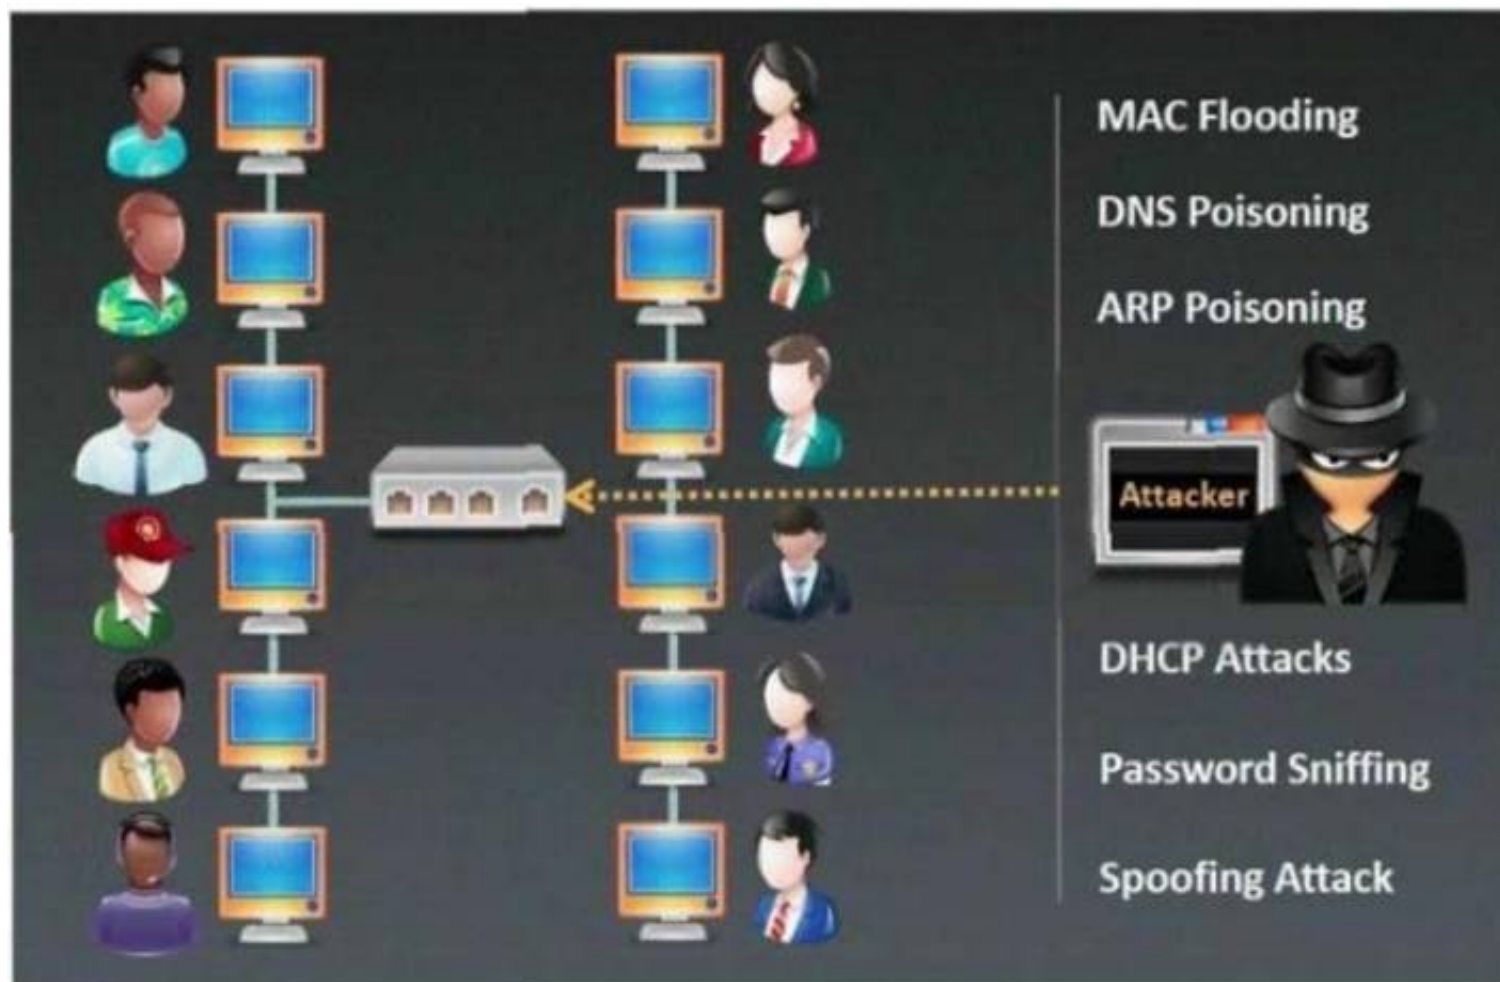 MAC Flooding
DNS Poisoning
ARP Poisoning
Attacker
DHCP Attacks
Password Sniffing
Spoofing Attack